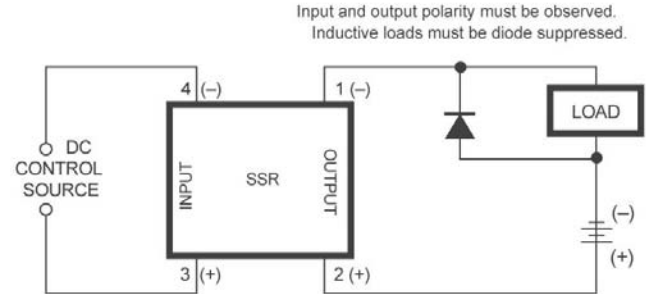 Input and output polarity must be observed.
Inductive loads must be diode suppressed.
4 (–)
1 (–)
DC
CONTROL
SOURCE
INPUT
SSR
OUTPUT
LOAD
(–)
(+)
3 (+)
2 (+)